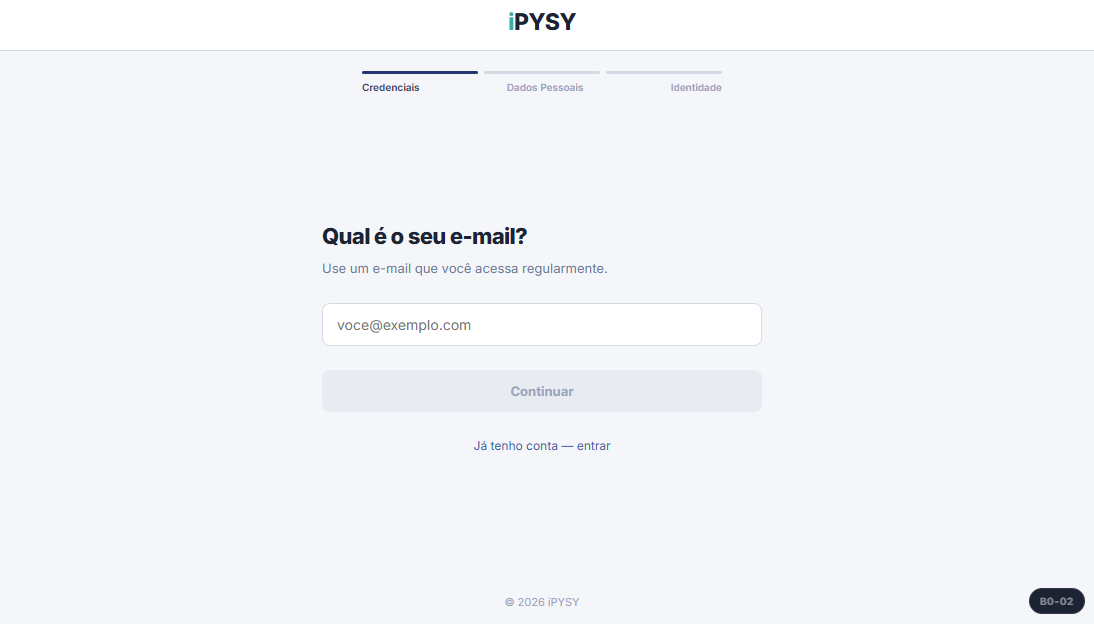 iPYSY
Credenciais Dados Pessoais Identidade
Qual é o seu e-mail?
Use um e-mail que você acessa regularmente.
voce@exemplo.com
Continuar
Já tenho conta — entrar
© 2026 iPYSY
B0-02